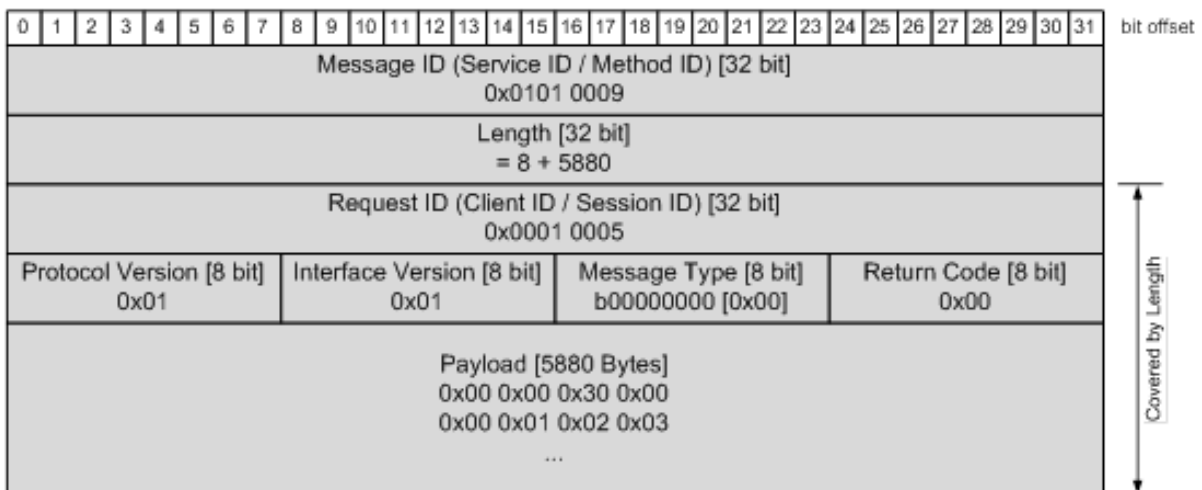 0 1 2 3 4 5 6 7 8 9 10 11 12 13 14 15 16 17 18 19 20 21 22 23 24 25 26 27 28 29 30 31 bit offset
Message ID (Service ID / Method ID) [32 bit]
0x0101 0009
Length [32 bit]
= 8 + 5880
Request ID (Client ID / Session ID) [32 bit]
0x0001 0005
Protocol Version [8 bit] Interface Version [8 bit] Message Type [8 bit] Return Code [8 bit]
0x01 0x01 b00000000 [0x00] 0x00
Payload [5880 Bytes]
0x00 0x00 0x30 0x00
0x00 0x01 0x02 0x03
...
Covered by Length